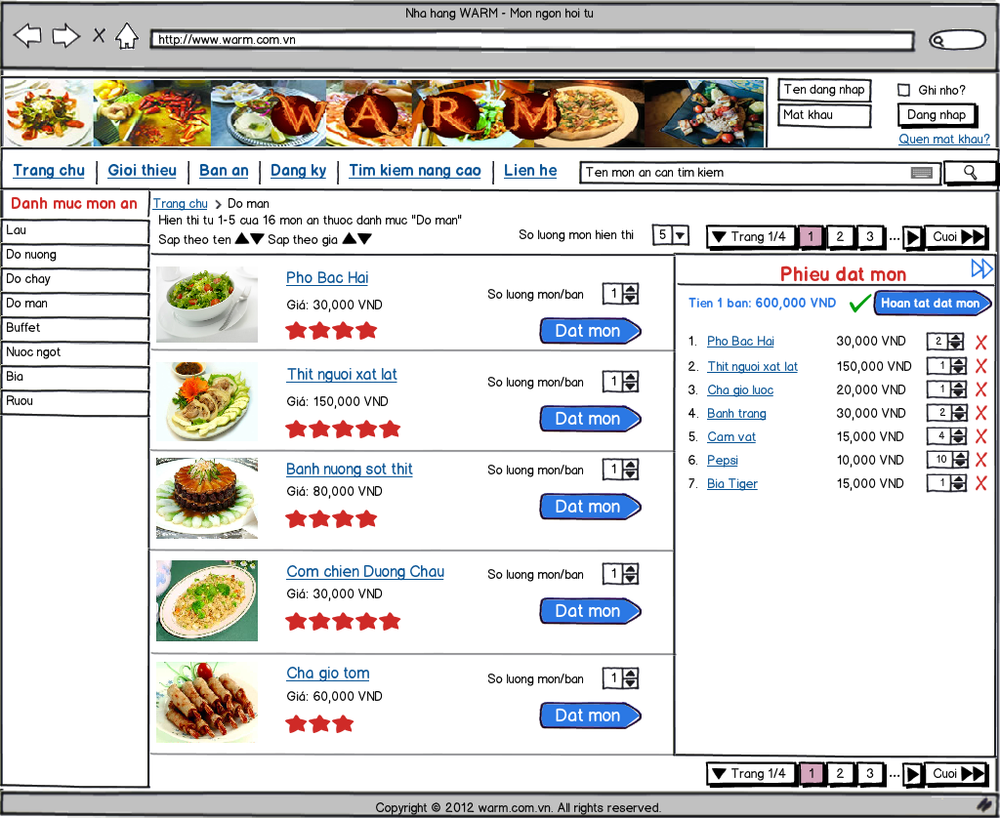 Nha hang WARM - Mon ngon hoi tu
http://www.warm.com.vn
WARM
Ten dang nhap
Ghi nho?
Mat khau
Dang nhap
Quen mat khau?
Trang chu
Gioi thieu
Ban an
Dang ky
Tim kiem nang cao
Lien he
Ten mon an can tim kiem
Danh muc mon an
Lau
Do nuong
Do chay
Do man
Buffet
Nuoc ngot
Bia
Ruou
Trang chu > Do man
Hien thi tu 1-5 cua 16 mon an thuoc danh muc "Do man"
Sap theo ten Sap theo gia
So luong mon hien thi
5
Trang 1/4 1 2 3 ... Cuoi
Pho Bac Hai
Giá: 30,000 VND
So luong mon/ban 1
Dat mon
Thit nguoi xat lat
Giá: 150,000 VND
So luong mon/ban 1
Dat mon
Banh nuong sot thit
Giá: 80,000 VND
So luong mon/ban 1
Dat mon
Com chien Duong Chau
Giá: 30,000 VND
So luong mon/ban 1
Dat mon
Cha gio tom
Giá: 60,000 VND
So luong mon/ban 1
Dat mon
Phieu dat mon
Tien 1 ban: 600,000 VND
Hoan tat dat mon
1. Pho Bac Hai 30,000 VND 2
2. Thit nguoi xat lat 150,000 VND 1
3. Cha gio luoc 20,000 VND 1
4. Banh trang 30,000 VND 2
5. Cam vat 15,000 VND 4
6. Pepsi 10,000 VND 10
7. Bia Tiger 15,000 VND 1
Trang 1/4 1 2 3 ... Cuoi
Copyright © 2012 warm.com.vn. All rights reserved.